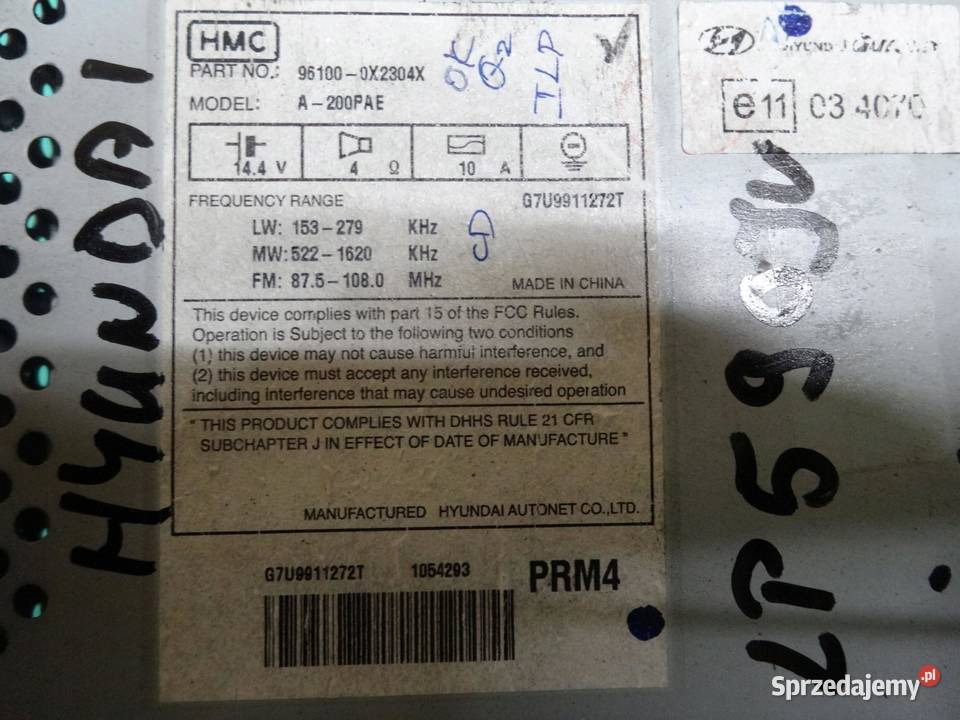 HMC
PART NO.: 96100-0X2304X
MODEL: A-200PAE
OK
Q2
ILP
14.4 V
4 Ω
10 A
FREQUENCY RANGE
G7U9911272T
LW: 153-279 KHz
MW: 522-1620 KHz
FM: 87.5-108.0 MHz
CD
MADE IN CHINA
This device complies with part 15 of the FCC Rules.
Operation is Subject to the following two conditions
(1) this device may not cause harmful interference, and
(2) this device must accept any interference received,
including interference that may cause undesired operation
" THIS PRODUCT COMPLIES WITH DHHS RULE 21 CFR
SUBCHAPTER J IN EFFECT OF DATE OF MANUFACTURE "
MANUFACTURED HYUNDAI AUTONET CO.,LTD.
G7U9911272T 1054293
PRM4
e11 03 4070
HYUNDAI
LP59
Sprzedajemy.pl